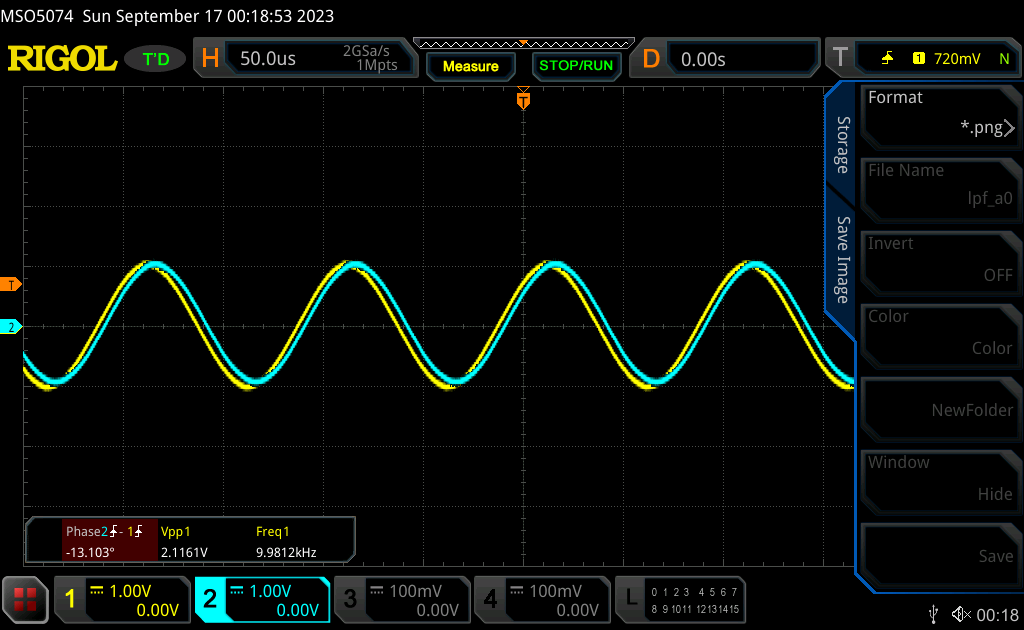 MSO5074 Sun September 17 00:18:53 2023
RIGOL T'D H 50.0us 2GSa/s 1Mpts Measure STOP/RUN D 0.00s T 1 720mV N
T
Storage
Format
*.png
File Name
lpf_a0
Save Image
Invert
OFF
T
2
Color
Color
NewFolder
Window
Hide
Save
Phase2-1 Vpp1 Freq1
-13.103° 2.1161V 9.9812kHz
1 1.00V 0.00V
2 1.00V 0.00V
3 100mV 0.00V
4 100mV 0.00V
L 0 1 2 3 4 5 6 7
8 9 10 11 12 13 14 15
00:18